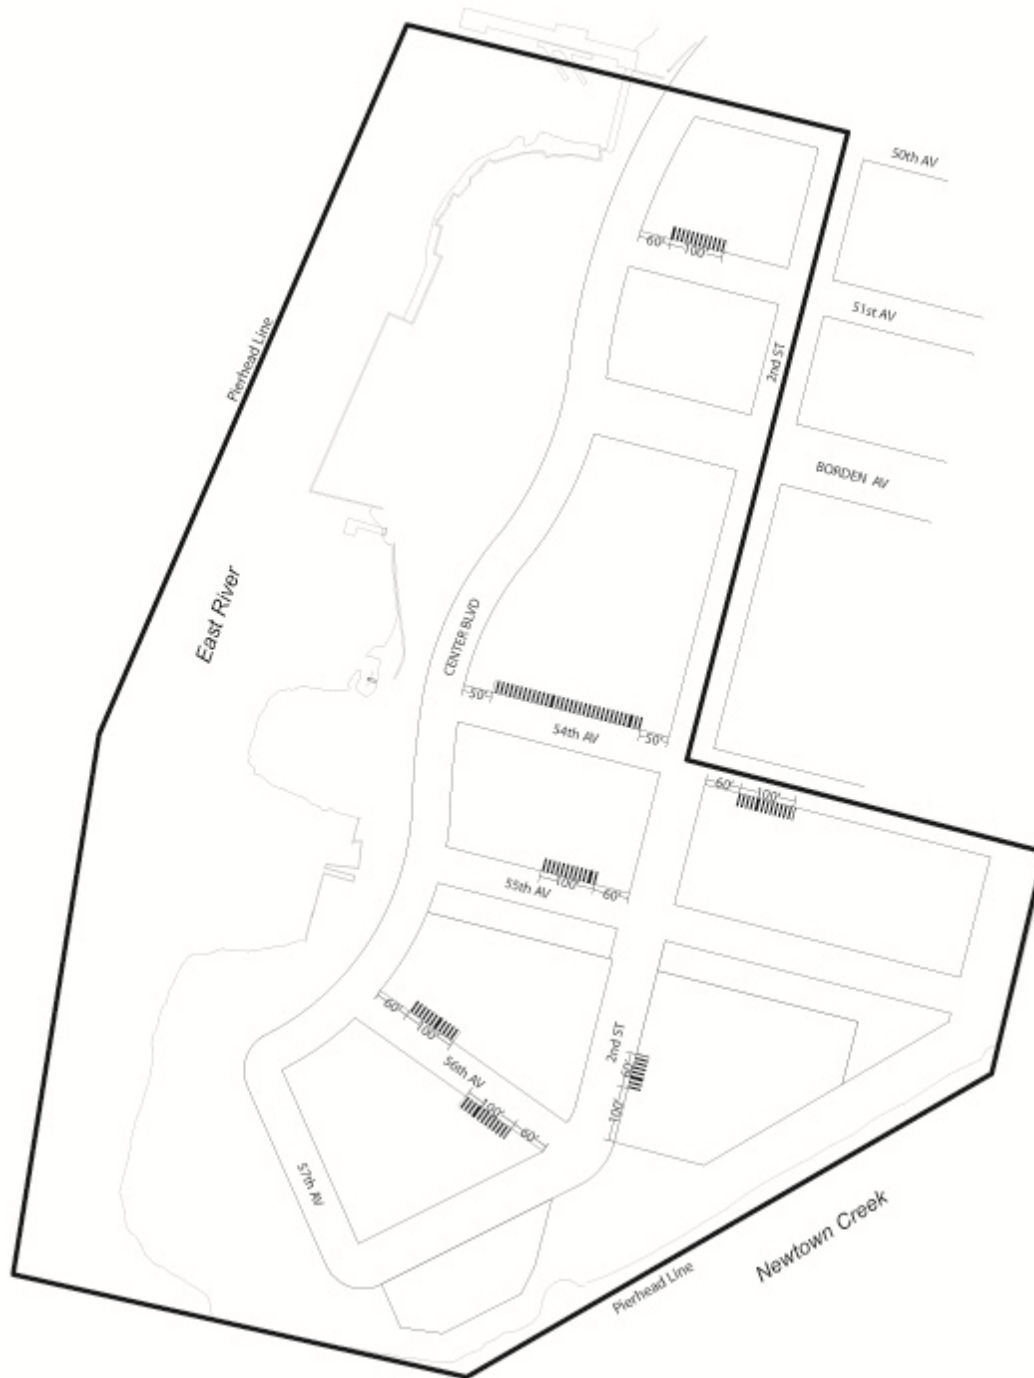 50th AV
60'
100'
51st AV
2nd ST
Pierhead Line
BORDEN AV
East River
CENTER BLVD
50'
54th AV
50'
60'
100'
100'
55th AV
60'
60'
100'
2nd ST
56th AV
60'
100'
60'
100'
57th AV
Newtown Creek
Pierhead Line